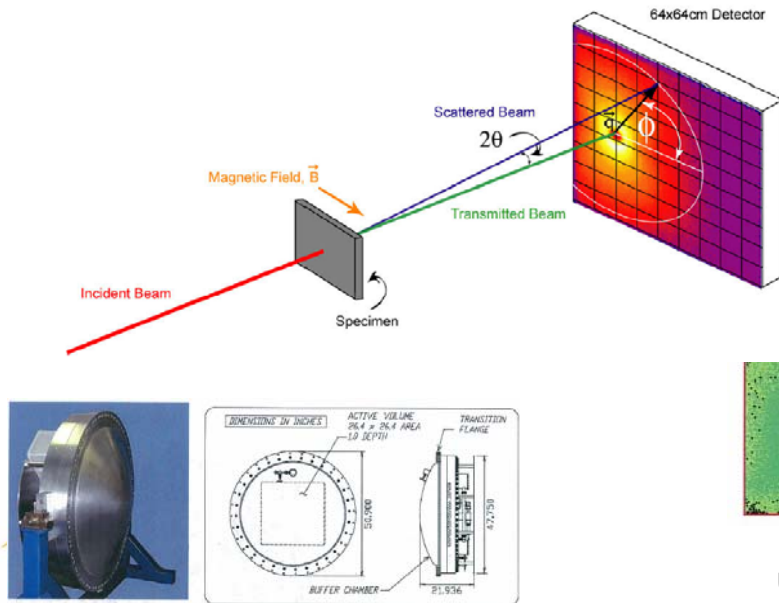 64x64cm Detector
Scattered Beam
2θ
q
ϕ
Magnetic Field, B
Transmitted Beam
Incident Beam
Specimen
DIMENSIONS IN INCHES
ACTIVE VOLUME
26.4 x 26.4 AREA
1.0 DEPTH
TRANSITION
FLANGE
50.900
47.750
BUFFER CHAMBER
21.936